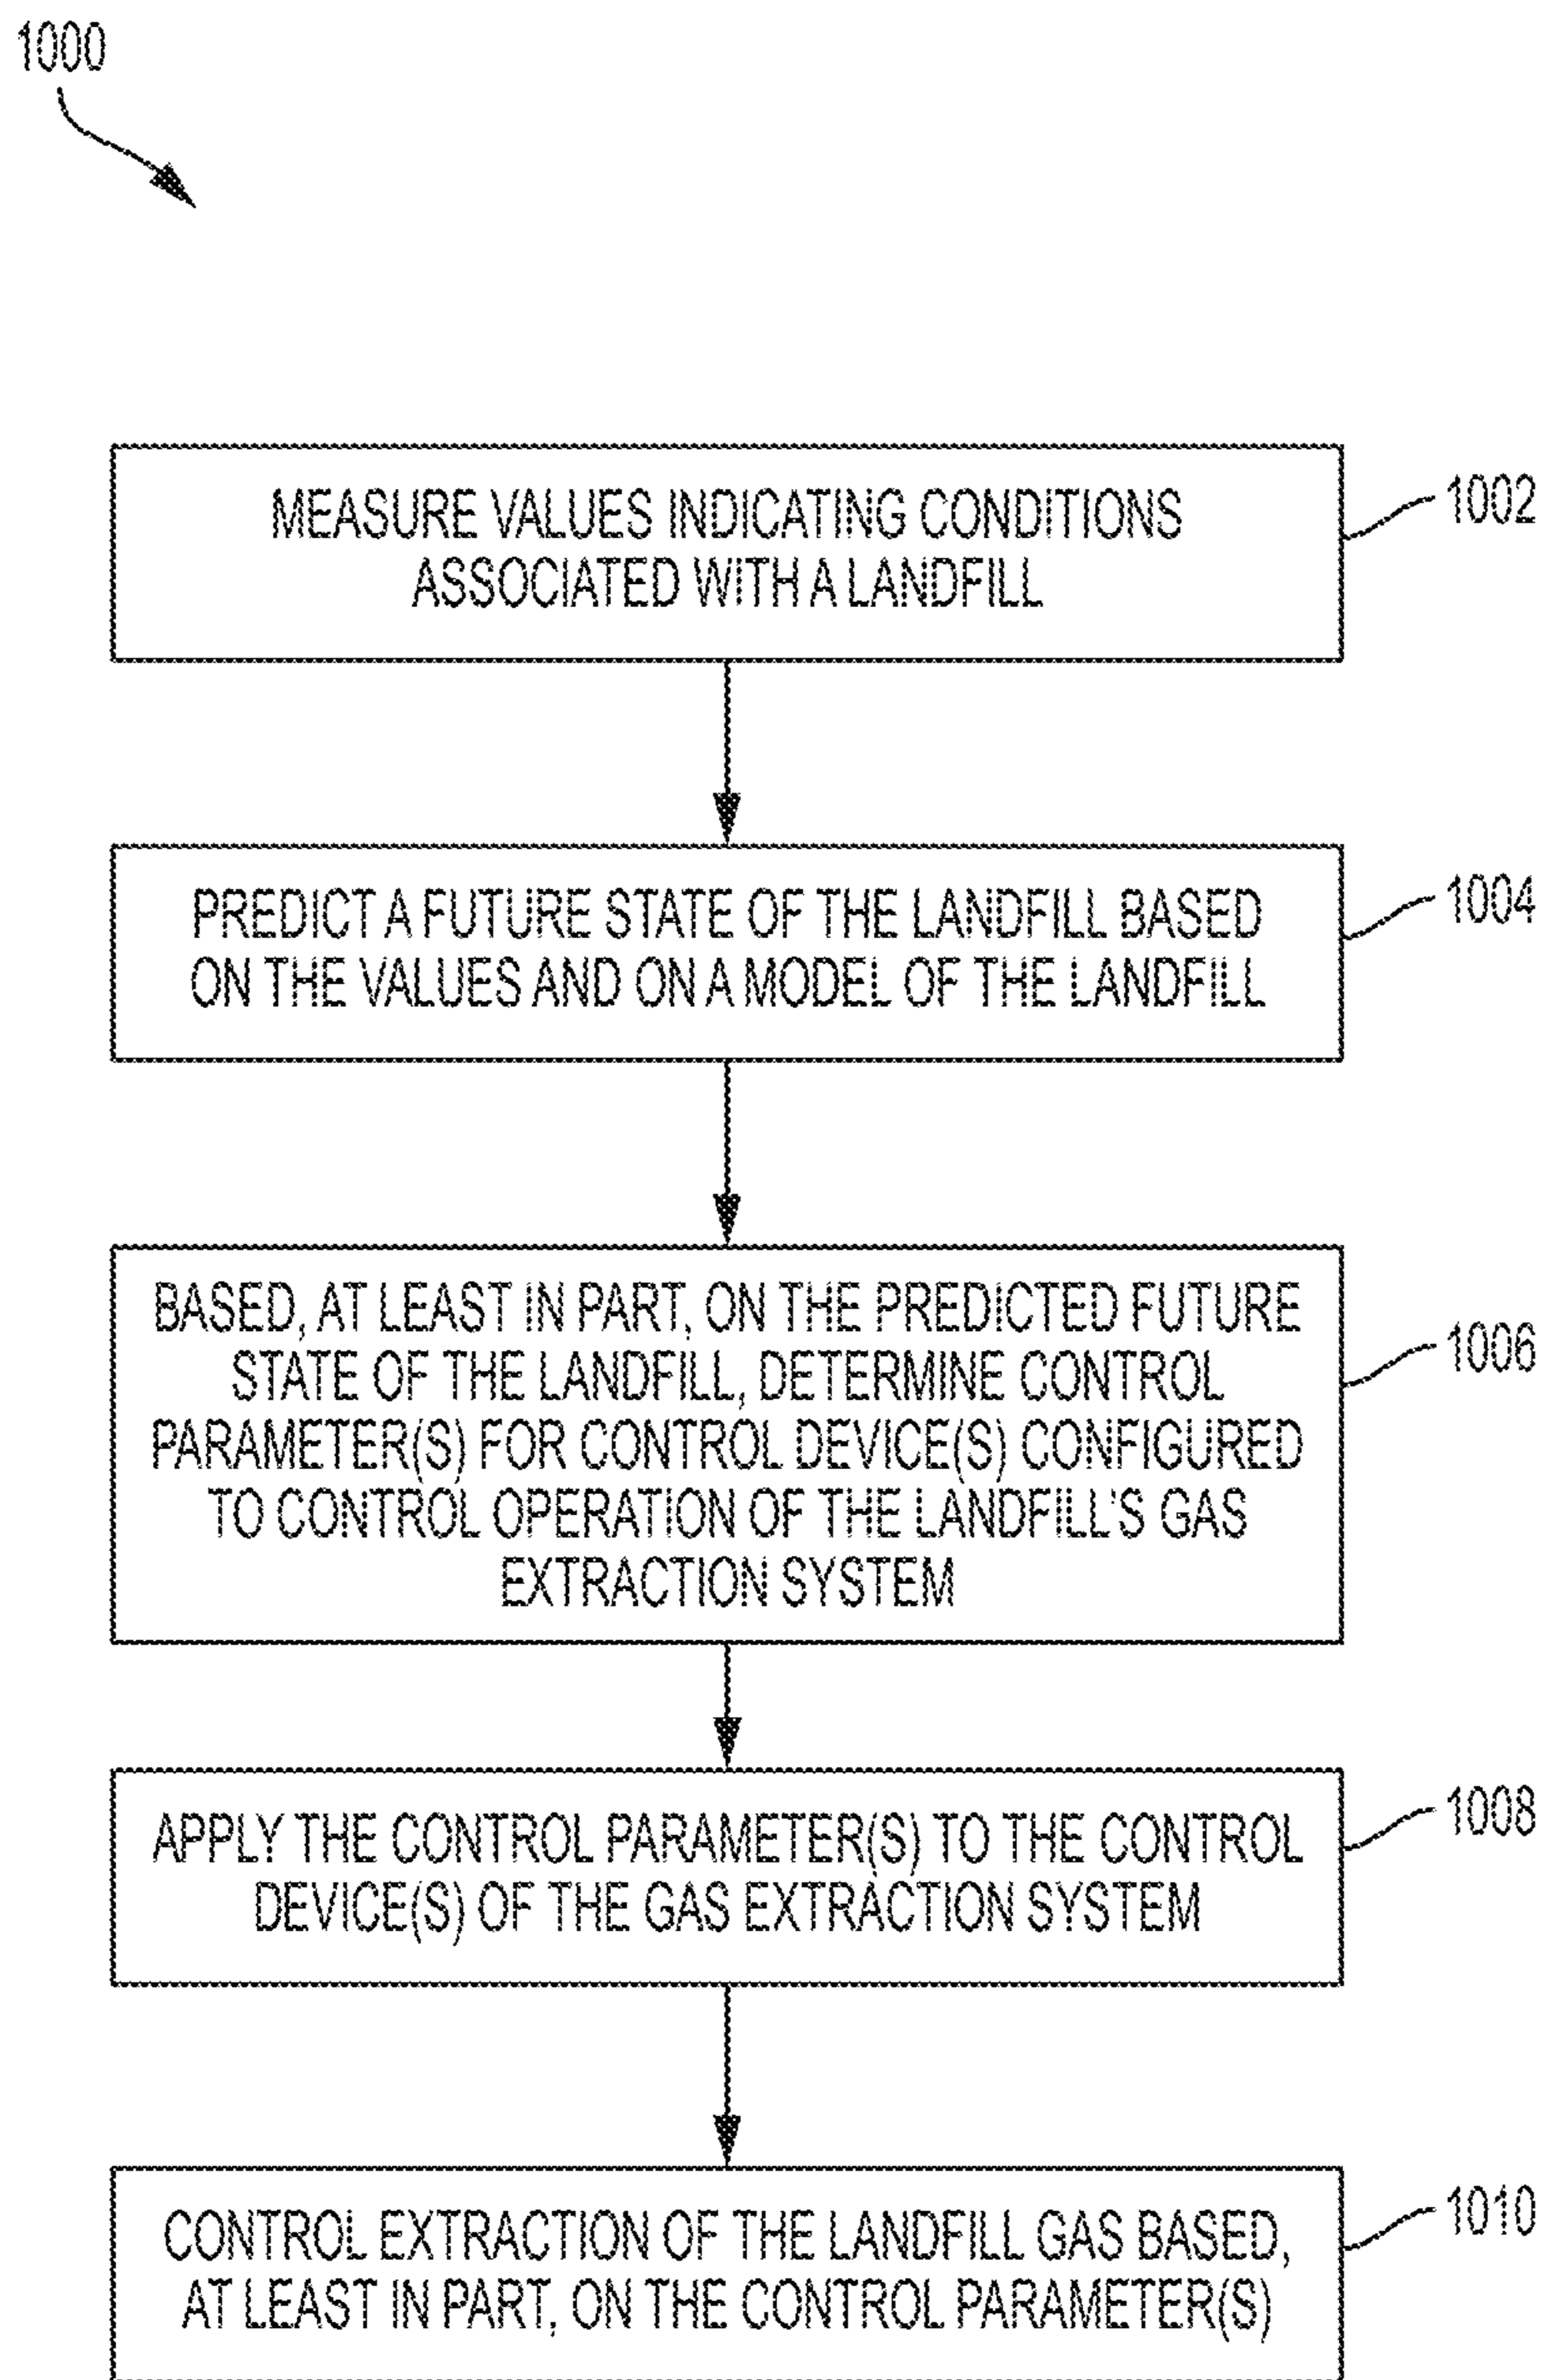 1000
MEASURE VALUES INDICATING CONDITIONS
ASSOCIATED WITH A LANDFILL
1002
PREDICT A FUTURE STATE OF THE LANDFILL BASED
ON THE VALUES AND ON A MODEL OF THE LANDFILL
1004
BASED, AT LEAST IN PART, ON THE PREDICTED FUTURE
STATE OF THE LANDFILL, DETERMINE CONTROL
PARAMETER(S) FOR CONTROL DEVICE(S) CONFIGURED
TO CONTROL OPERATION OF THE LANDFILL'S GAS
EXTRACTION SYSTEM
1006
APPLY THE CONTROL PARAMETER(S) TO THE CONTROL
DEVICE(S) OF THE GAS EXTRACTION SYSTEM
1008
CONTROL EXTRACTION OF THE LANDFILL GAS BASED,
AT LEAST IN PART, ON THE CONTROL PARAMETER(S)
1010